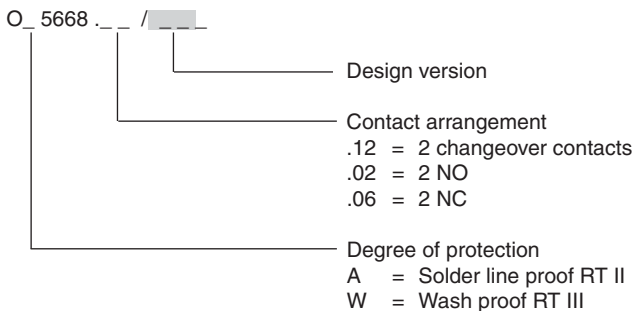 O_ 5668 ._ _ /_ _ _
Design version
Contact arrangement
.12 = 2 changeover contacts
.02 = 2 NO
.06 = 2 NC
Degree of protection
A = Solder line proof RT II
W = Wash proof RT III